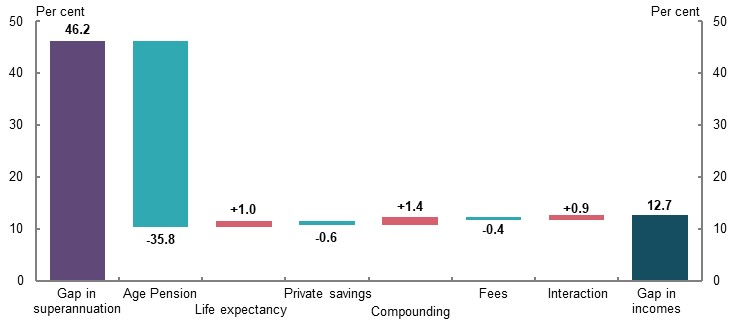 Per cent Per cent
50 50
46.2
40 40
30 30
20 20
+1.0 +1.4 +0.9 12.7
10 10
-35.8 -0.6 -0.4
0 0
Gap in superannuation
Age Pension
Life expectancy
Private savings
Compounding
Fees
Interaction
Gap in incomes